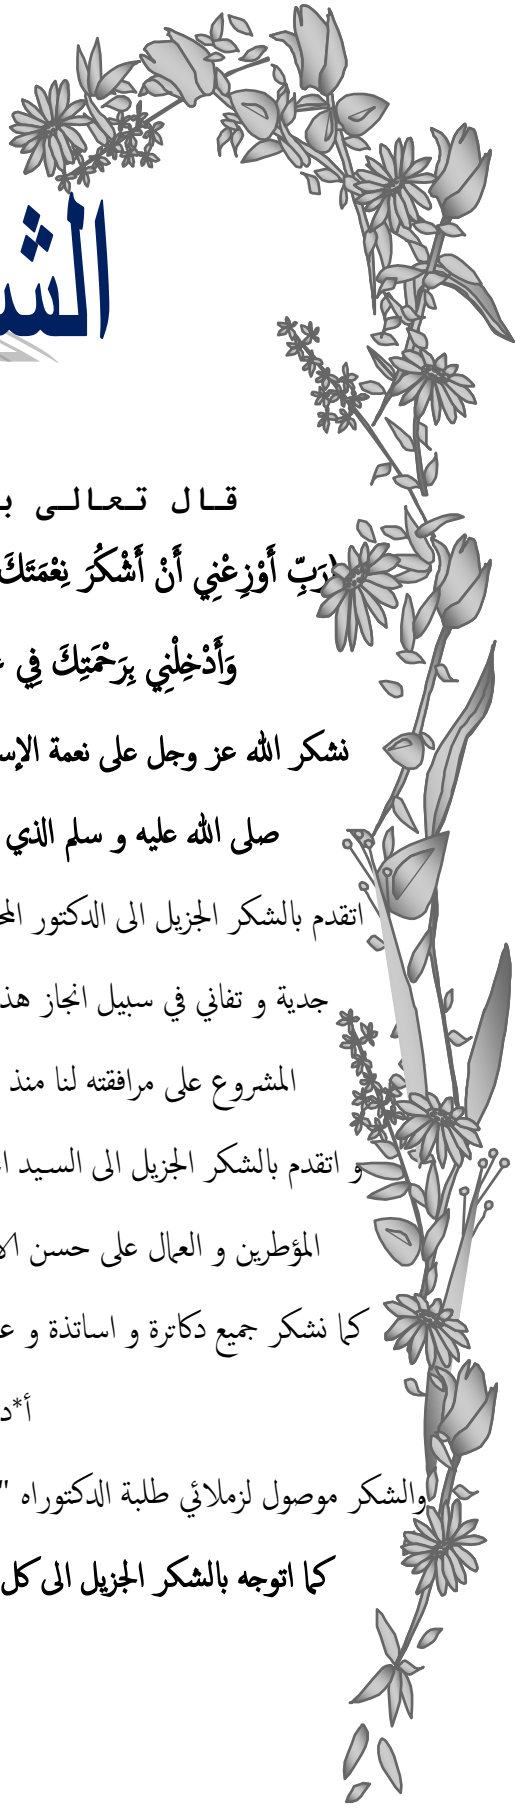 الش
قال تعالى ب
رَبِّ أَوْزِعْنِي أَنْ أَشْكُرَ نِعْمَتَكَ
وَأَدْخِلْنِي بِرَحْمَتِكَ فِي
نشكر الله عز وجل على نعمة الإس
صلى الله عليه و سلم الذي
اتقدم بالشكر الجزيل الى الدكتور المح
جدية و تفاني في سبيل انجاز هذ
المشروع على مرافقته لنا منذ
و اتقدم بالشكر الجزيل الى السيد ا
المؤطرين و العمال على حسن الا
كما نشكر جميع دكاترة و اساتذة و ع
أ*د
والشكر موصول لزملائي طلبة الدكتوراه "
كما اتوجه بالشكر الجزيل الى كل